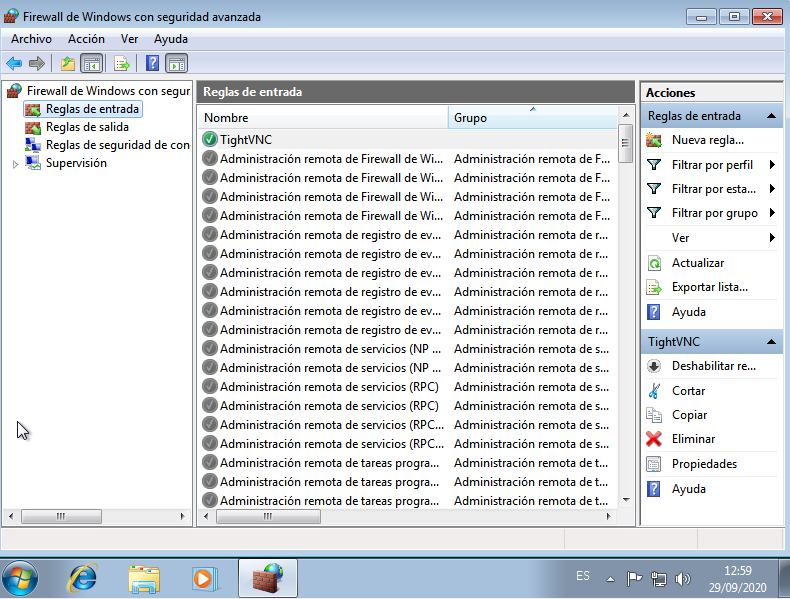 Firewall de Windows con seguridad avanzada
Archivo Acción Ver Ayuda
Firewall de Windows con segur
Reglas de entrada
Reglas de salida
Reglas de seguridad de con
Supervisión
Reglas de entrada
Nombre Grupo
TightVNC
Administración remota de Firewall de Wi... Administración remota de F...
Administración remota de Firewall de Wi... Administración remota de F...
Administración remota de Firewall de Wi... Administración remota de F...
Administración remota de Firewall de Wi... Administración remota de F...
Administración remota de registro de ev... Administración remota de r...
Administración remota de registro de ev... Administración remota de r...
Administración remota de registro de ev... Administración remota de r...
Administración remota de registro de ev... Administración remota de r...
Administración remota de registro de ev... Administración remota de r...
Administración remota de registro de ev... Administración remota de r...
Administración remota de servicios (NP ... Administración remota de s...
Administración remota de servicios (NP ... Administración remota de s...
Administración remota de servicios (RPC) Administración remota de s...
Administración remota de servicios (RPC) Administración remota de s...
Administración remota de servicios (RPC... Administración remota de s...
Administración remota de servicios (RPC... Administración remota de s...
Administración remota de tareas progra... Administración remota de t...
Administración remota de tareas progra... Administración remota de t...
Administración remota de tareas progra... Administración remota de t...
Acciones
Reglas de entrada
Nueva regla...
Filtrar por perfil
Filtrar por esta...
Filtrar por grupo
Ver
Actualizar
Exportar lista...
Ayuda
TightVNC
Deshabilitar re...
Cortar
Copiar
Eliminar
Propiedades
Ayuda
ES
12:59
29/09/2020